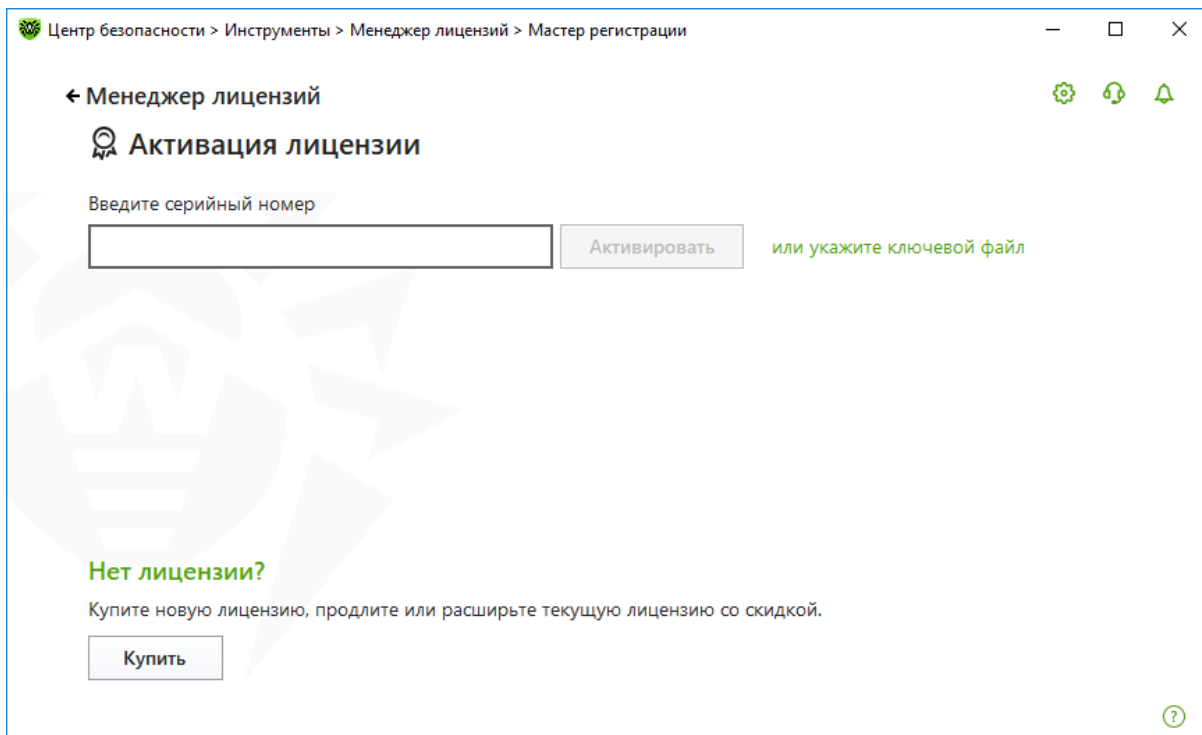 Центр безопасности > Инструменты > Менеджер лицензий > Мастер регистрации
Менеджер лицензий
Активация лицензии
Введите серийный номер
Активировать
или укажите ключевой файл
Нет лицензии?
Купите новую лицензию, продлите или расширьте текущую лицензию со скидкой.
Купить
?